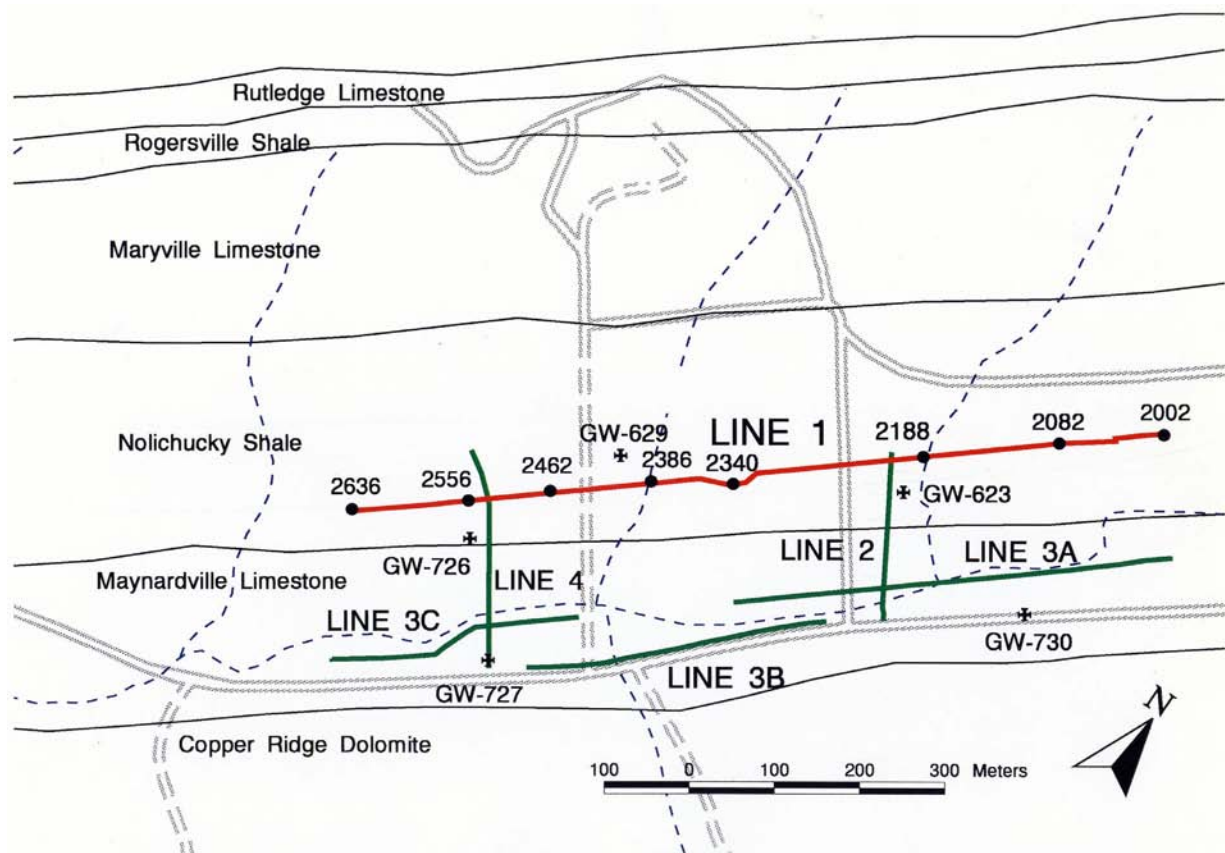 Rutledge Limestone
Rogersville Shale
Maryville Limestone
Nolichucky Shale
GW-629
LINE 1
2636
2556
2462
2386
2340
2188
2082
2002
GW-623
GW-726
LINE 2
LINE 3A
Maynardville Limestone
LINE 4
LINE 3C
GW-730
GW-727
LINE 3B
Copper Ridge Dolomite
N
100 0 100 200 300 Meters